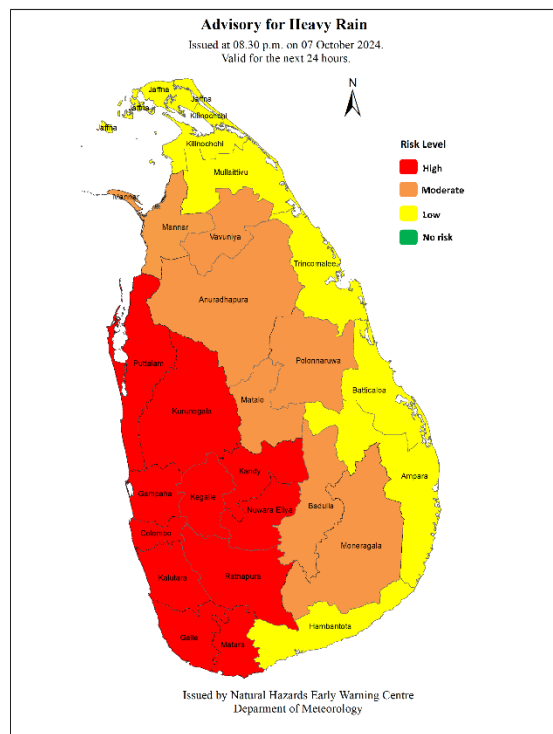 Advisory for Heavy Rain
Issued at 08.30 p.m. on 07 October 2024.
Valid for the next 24 hours.
N
Risk Level
High
Moderate
Low
No risk
Jaffna
Jaffna
Jaffna
Kilinochchi
Jaffna
Kilinochchi
Mullaittivu
Mannar
Mannar
Vavuniya
Trincomalee
Anuradhapura
Polonnaruwa
Puttalam
Batticaloa
Matale
Kurunegala
Kandy
Ampara
Gampaha
Kegalle
Nuwara Eliya
Badulla
Colombo
Moneragala
Kalutara
Ratnapura
Hambantota
Galle
Matara
Issued by Natural Hazards Early Warning Centre
Deparment of Meteorology